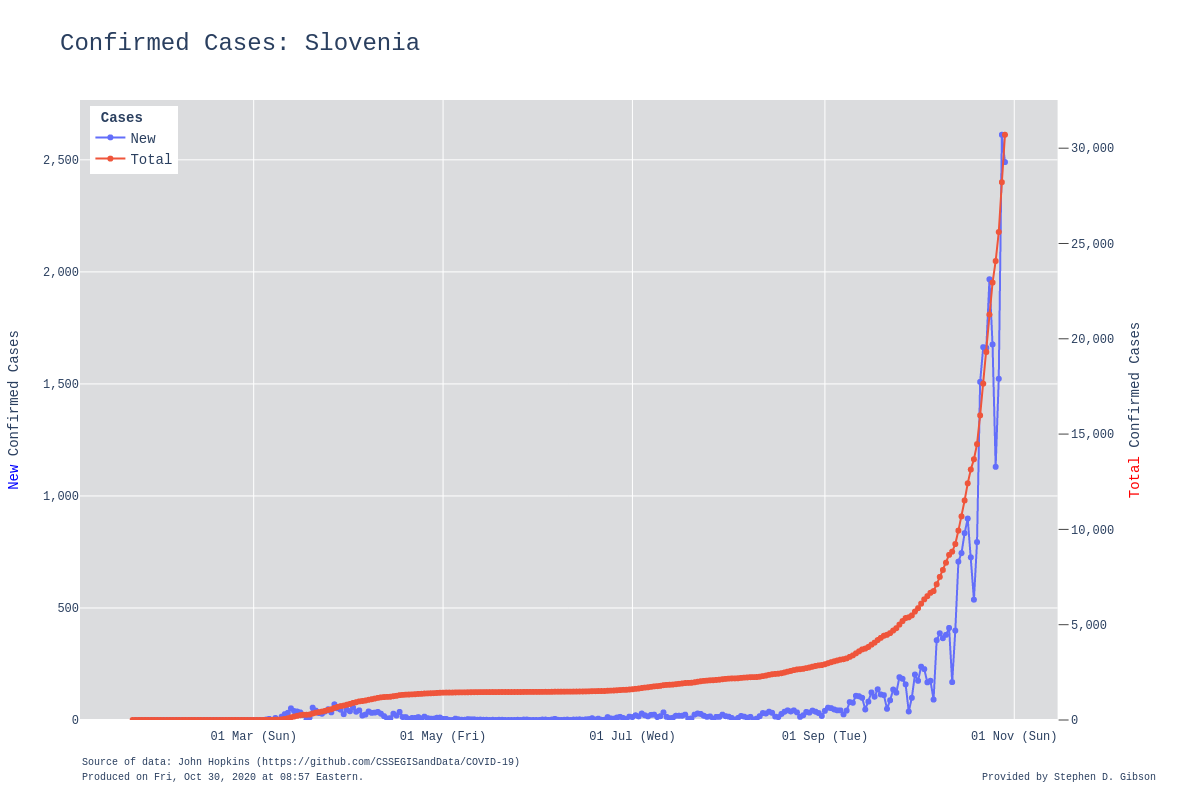 Confirmed Cases: Slovenia
Cases
New
Total
2,500
2,000
1,500
1,000
500
0
30,000
25,000
20,000
15,000
10,000
5,000
0
New Confirmed Cases
Total Confirmed Cases
01 Mar (Sun)
01 May (Fri)
01 Jul (Wed)
01 Sep (Tue)
01 Nov (Sun)
Source of data: John Hopkins (https://github.com/CSSEGISandData/COVID-19)
Produced on Fri, Oct 30, 2020 at 08:57 Eastern.
Provided by Stephen D. Gibson